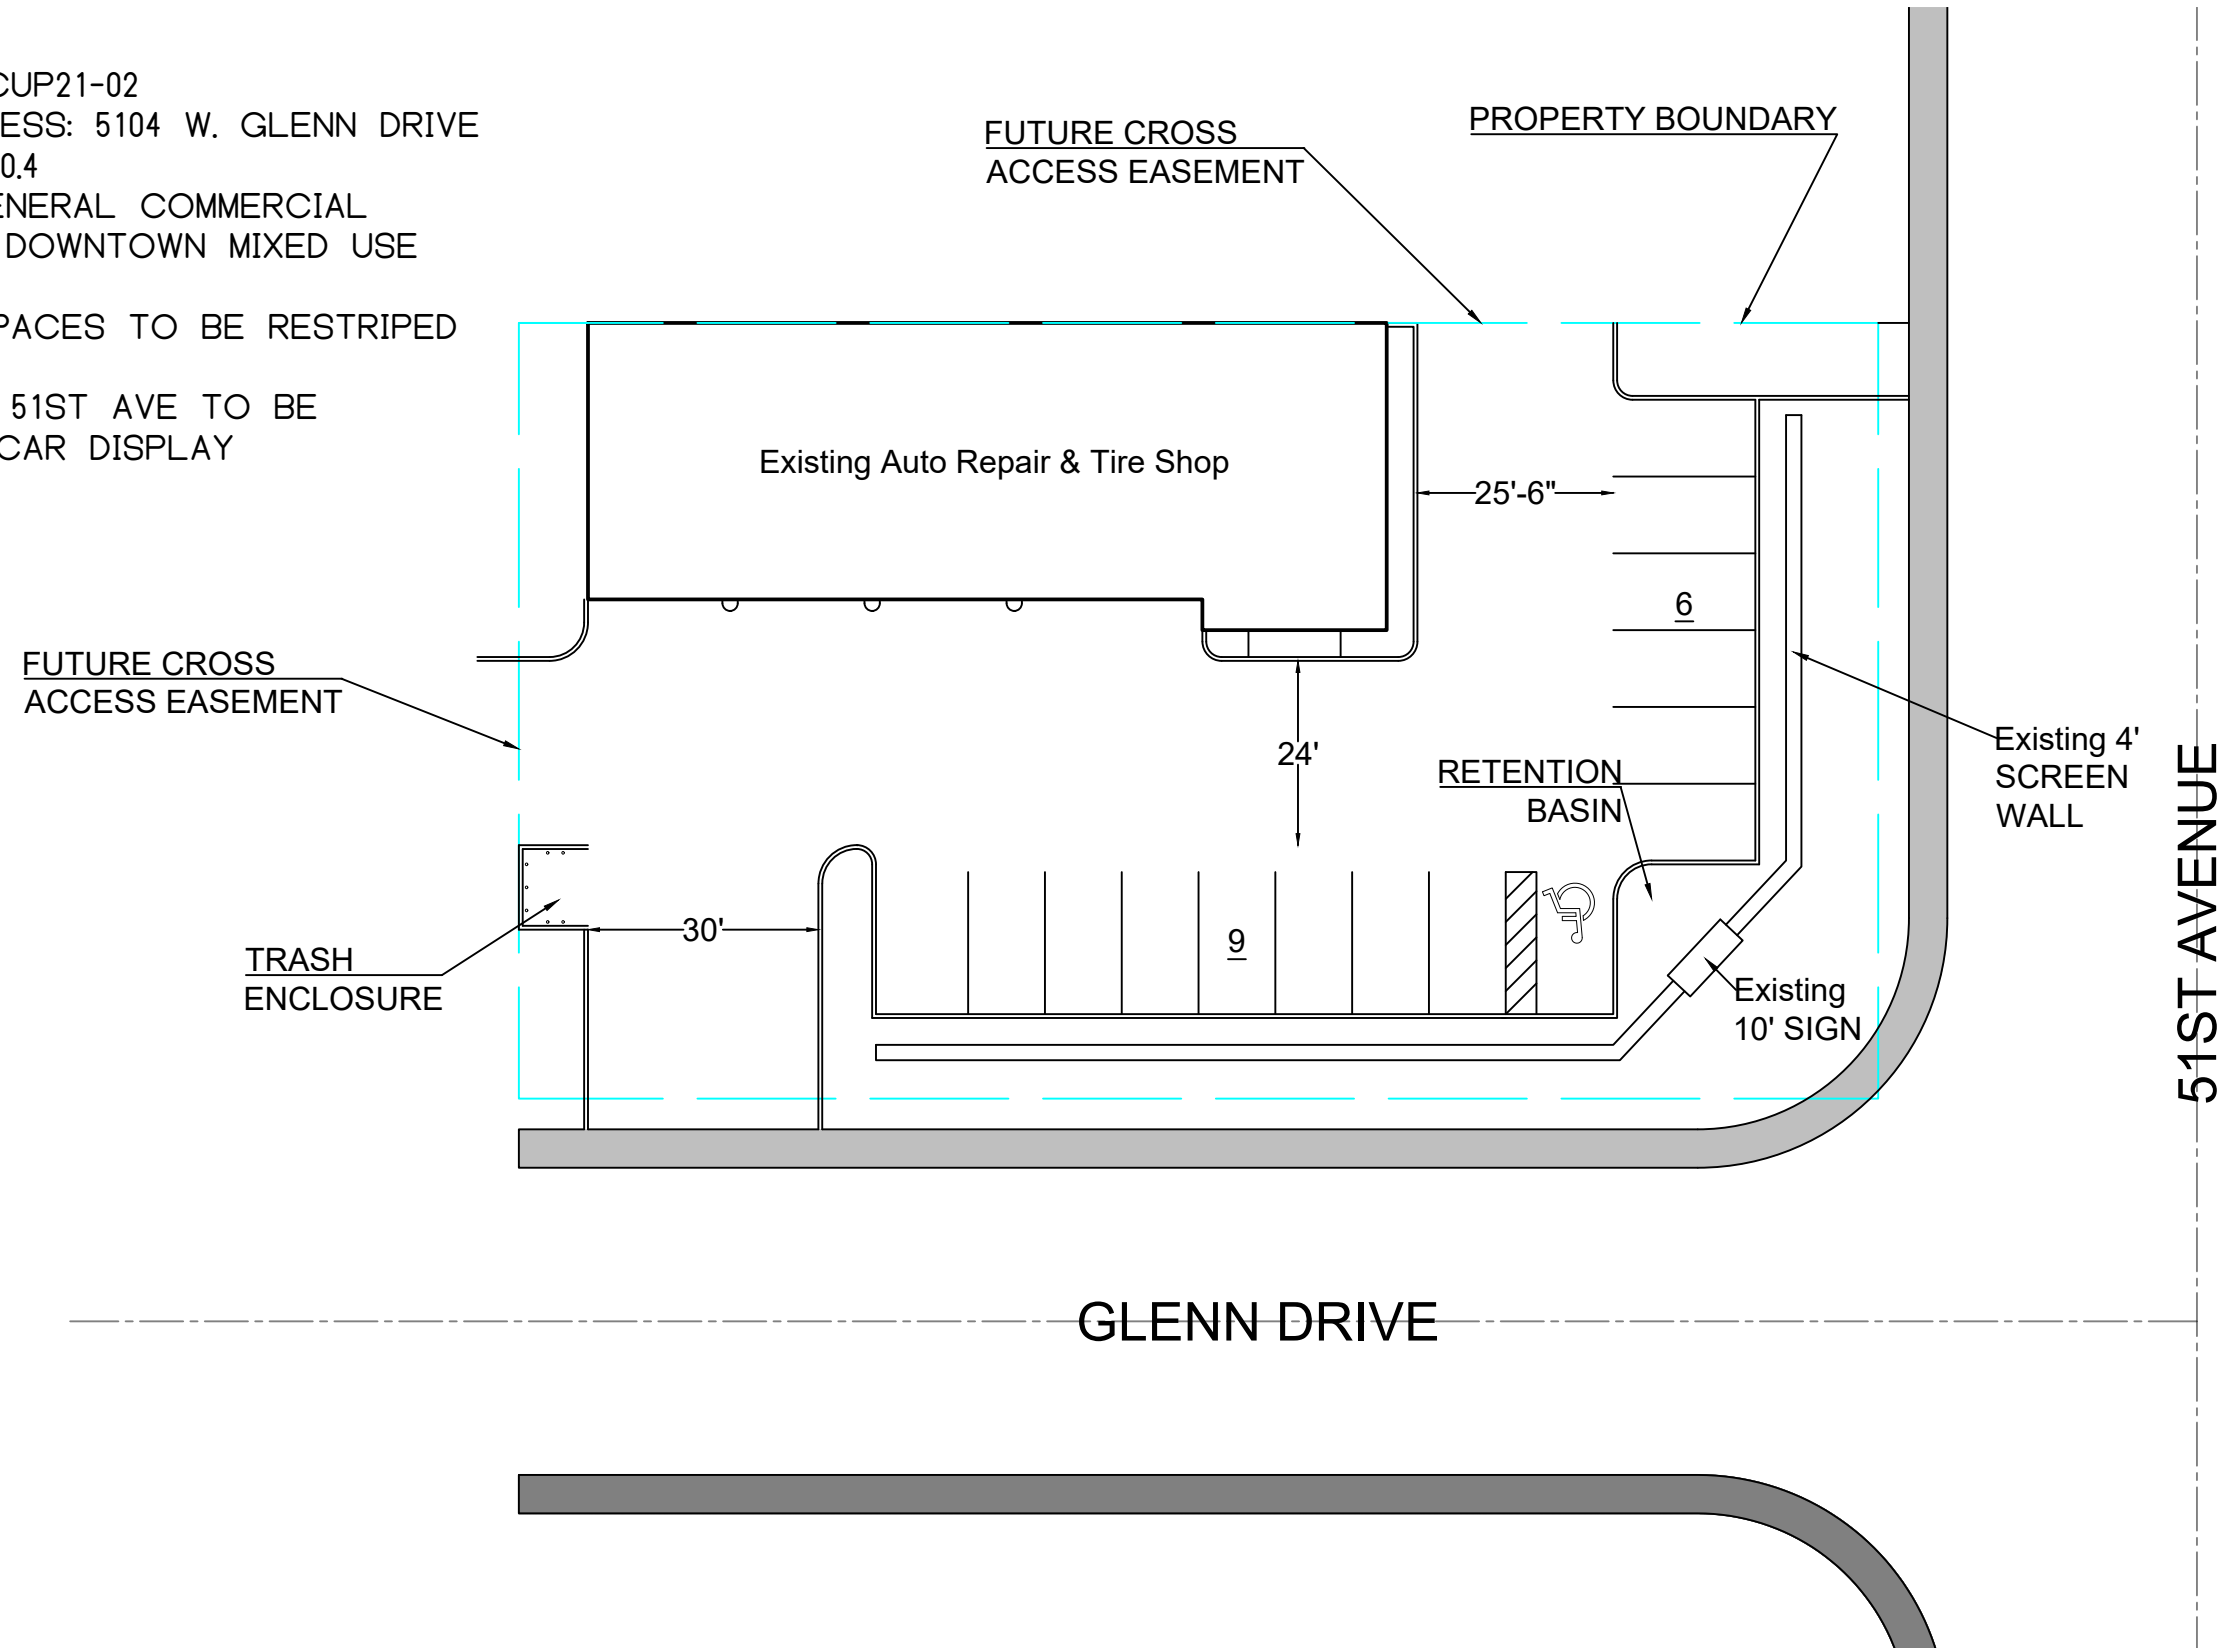 CUP21-02
ESS: 5104 W. GLENN DRIVE
0.4
ENERAL COMMERCIAL
DOWNTOWN MIXED USE
PACES TO BE RESTRIPED
51ST AVE TO BE
CAR DISPLAY
FUTURE CROSS
ACCESS EASEMENT
PROPERTY BOUNDARY
Existing Auto Repair & Tire Shop
25'-6"
6
FUTURE CROSS
ACCESS EASEMENT
24'
RETENTION
BASIN
Existing 4'
SCREEN
WALL
51ST AVENUE
30'
9
TRASH
ENCLOSURE
Existing
10' SIGN
GLENN DRIVE